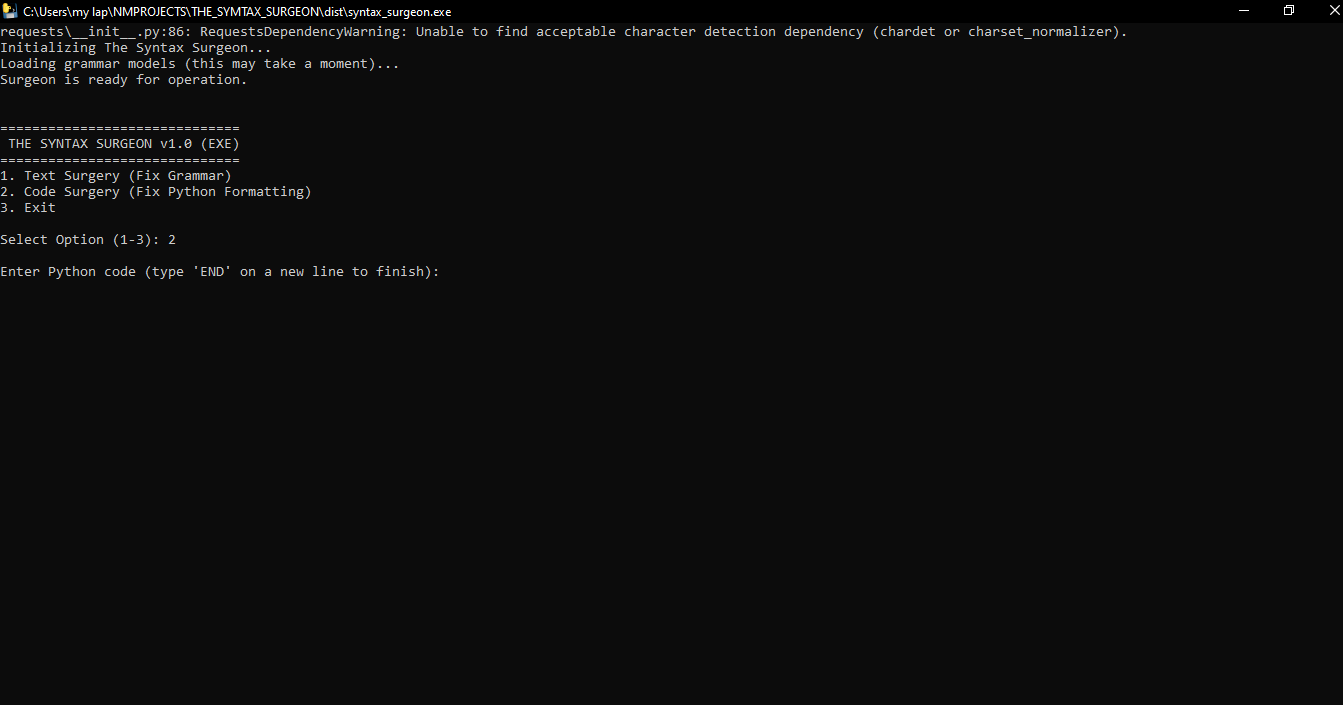 C:\Users\my lap\NMPROJECTS\THE_SYMTAX_SURGEON\dist\syntax_surgeon.exe
requests\__init__.py:86: RequestsDependencyWarning: Unable to find acceptable character detection dependency (chardet or charset_normalizer).
Initializing The Syntax Surgeon...
Loading grammar models (this may take a moment)...
Surgeon is ready for operation.
==============================
THE SYNTAX SURGEON v1.0 (EXE)
==============================
1. Text Surgery (Fix Grammar)
2. Code Surgery (Fix Python Formatting)
3. Exit
Select Option (1-3): 2
Enter Python code (type 'END' on a new line to finish):